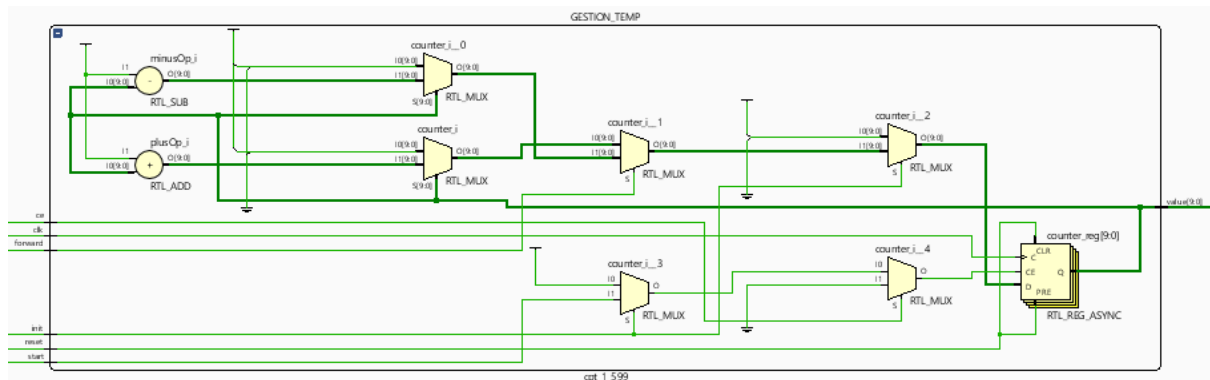 GESTION_TEMP
minusOp_i
I1
I0[9:0]
O[9:0]
-
RTL_SUB
counter_i__0
I0[9:0]
I1[9:0]
O[9:0]
S[9:0]
RTL_MUX
plusOp_i
I1
I0[9:0]
O[9:0]
+
RTL_ADD
counter_i
I0[9:0]
I1[9:0]
O[9:0]
S[9:0]
RTL_MUX
counter_i__1
I0[9:0]
I1[9:0]
O[9:0]
S
RTL_MUX
counter_i__2
I0[9:0]
I1[9:0]
O[9:0]
S
RTL_MUX
value[9:0]
ce
clk
forward
counter_i__3
I0
I1
O
S
RTL_MUX
counter_i__4
I0
I1
O
S
RTL_MUX
counter_reg[9:0]
CLR
C
CE
Q
D
PRE
RTL_REG_ASYNC
init
reset
start
cpt_1_599